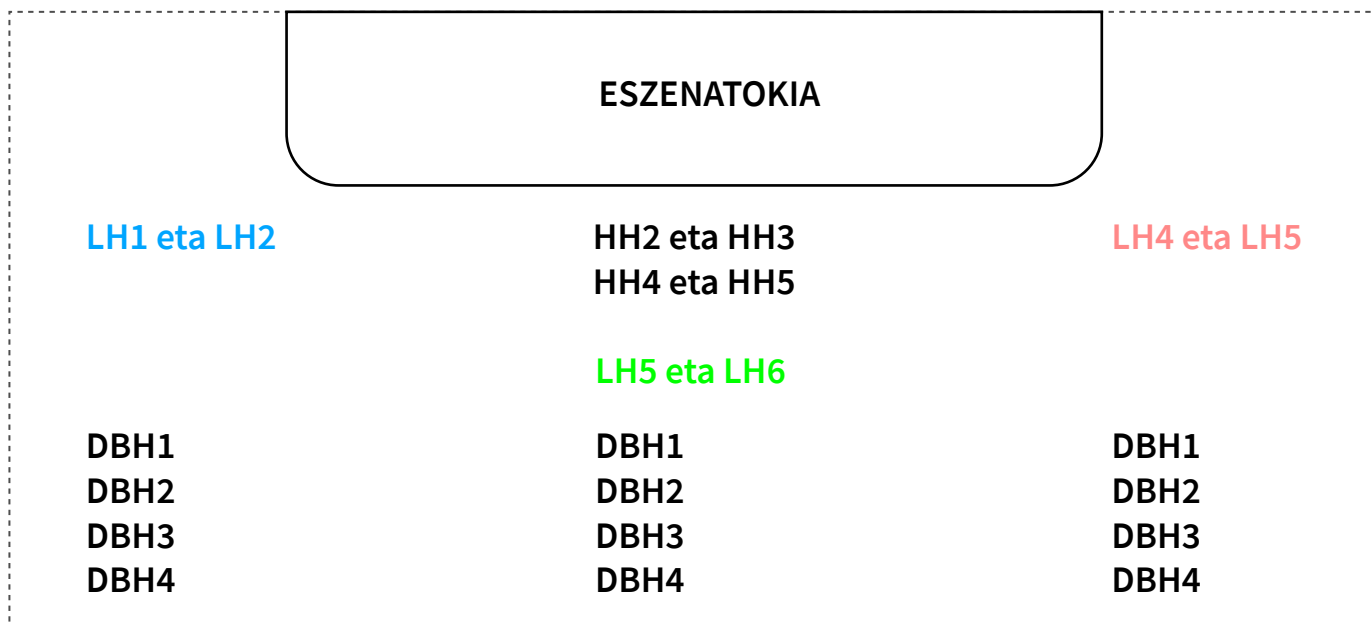 ESZENATOKIA
LH1 eta LH2
HH2 eta HH3
HH4 eta HH5
LH4 eta LH5
LH5 eta LH6
DBH1
DBH2
DBH3
DBH4
DBH1
DBH2
DBH3
DBH4
DBH1
DBH2
DBH3
DBH4